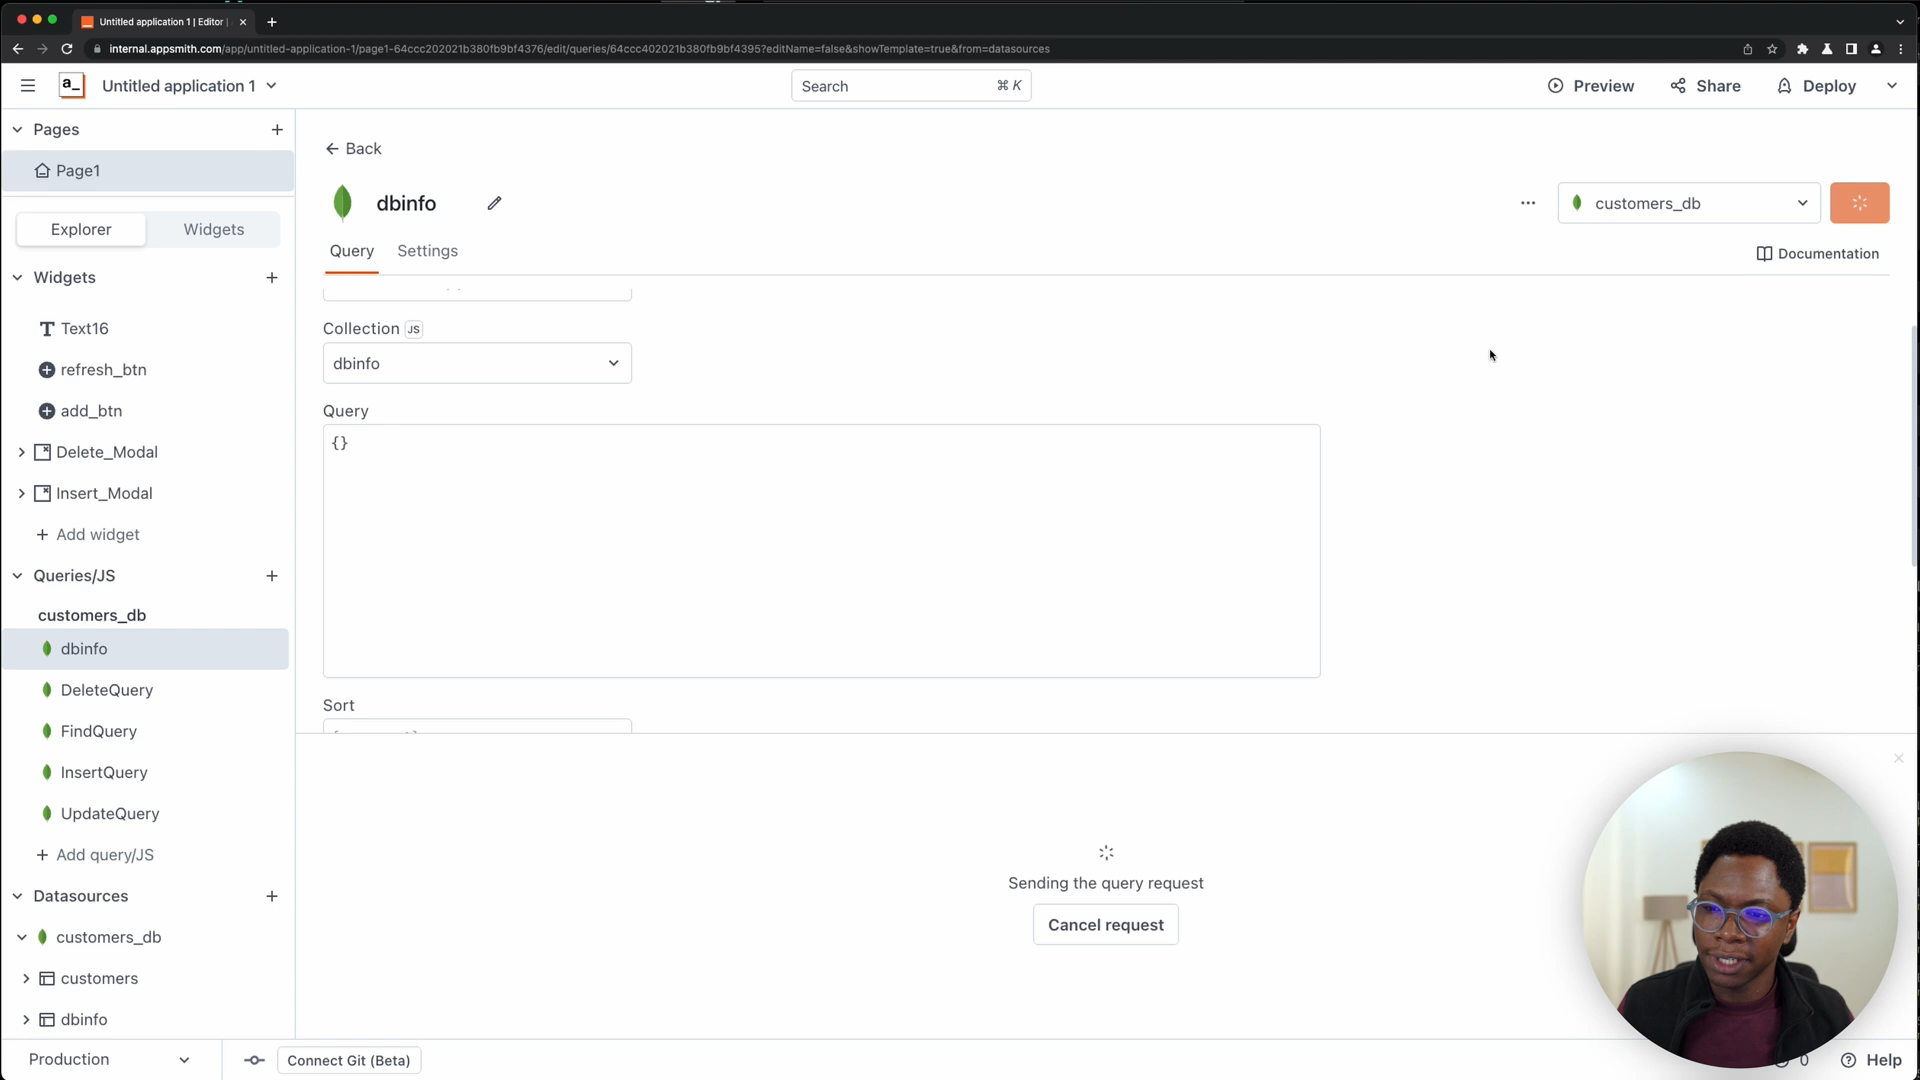 Untitled application 1 | Editor |
internal.appsmith.com/app/untitled-application-1/page1-64ccc202021b380fb9bf4376/edit/queries/64ccc402021b380fb9bf4395?editName=false&showTemplate=true&from=datasources
a_
Untitled application 1
Search
⌘ K
Preview
Share
Deploy
Pages
Page1
Explorer
Widgets
Widgets
Text16
refresh_btn
add_btn
Delete_Modal
Insert_Modal
Add widget
Queries/JS
customers_db
dbinfo
DeleteQuery
FindQuery
InsertQuery
UpdateQuery
Add query/JS
Datasources
customers_db
customers
dbinfo
Production
Connect Git (Beta)
Back
dbinfo
customers_db
Query
Settings
Documentation
Collection JS
dbinfo
Query
{}
Sort
Sending the query request
Cancel request
0
Help